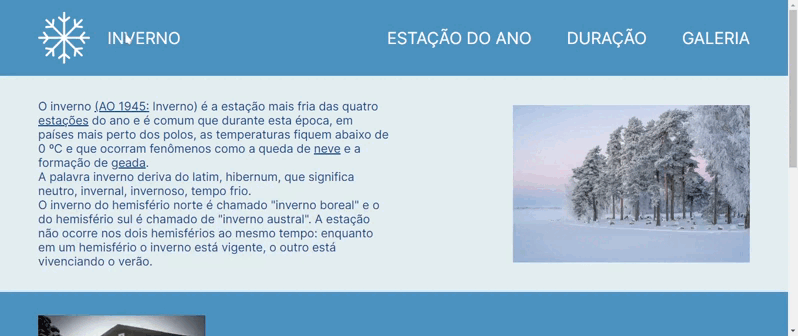 INVERNO
ESTAÇÃO DO ANO
DURAÇÃO
GALERIA
O inverno (AO 1945: Inverno) é a estação mais fria das quatro
estações do ano e é comum que durante esta época, em
países mais perto dos polos, as temperaturas fiquem abaixo de
0 ºC e que ocorram fenômenos como a queda de neve e a
formação de geada.
A palavra inverno deriva do latim, hibernum, que significa
neutro, invernal, invernoso, tempo frio.
O inverno do hemisfério norte é chamado "inverno boreal" e o
do hemisfério sul é chamado de "inverno austral". A estação
não ocorre nos dois hemisférios ao mesmo tempo: enquanto
em um hemisfério o inverno está vigente, o outro está
vivenciando o verão.